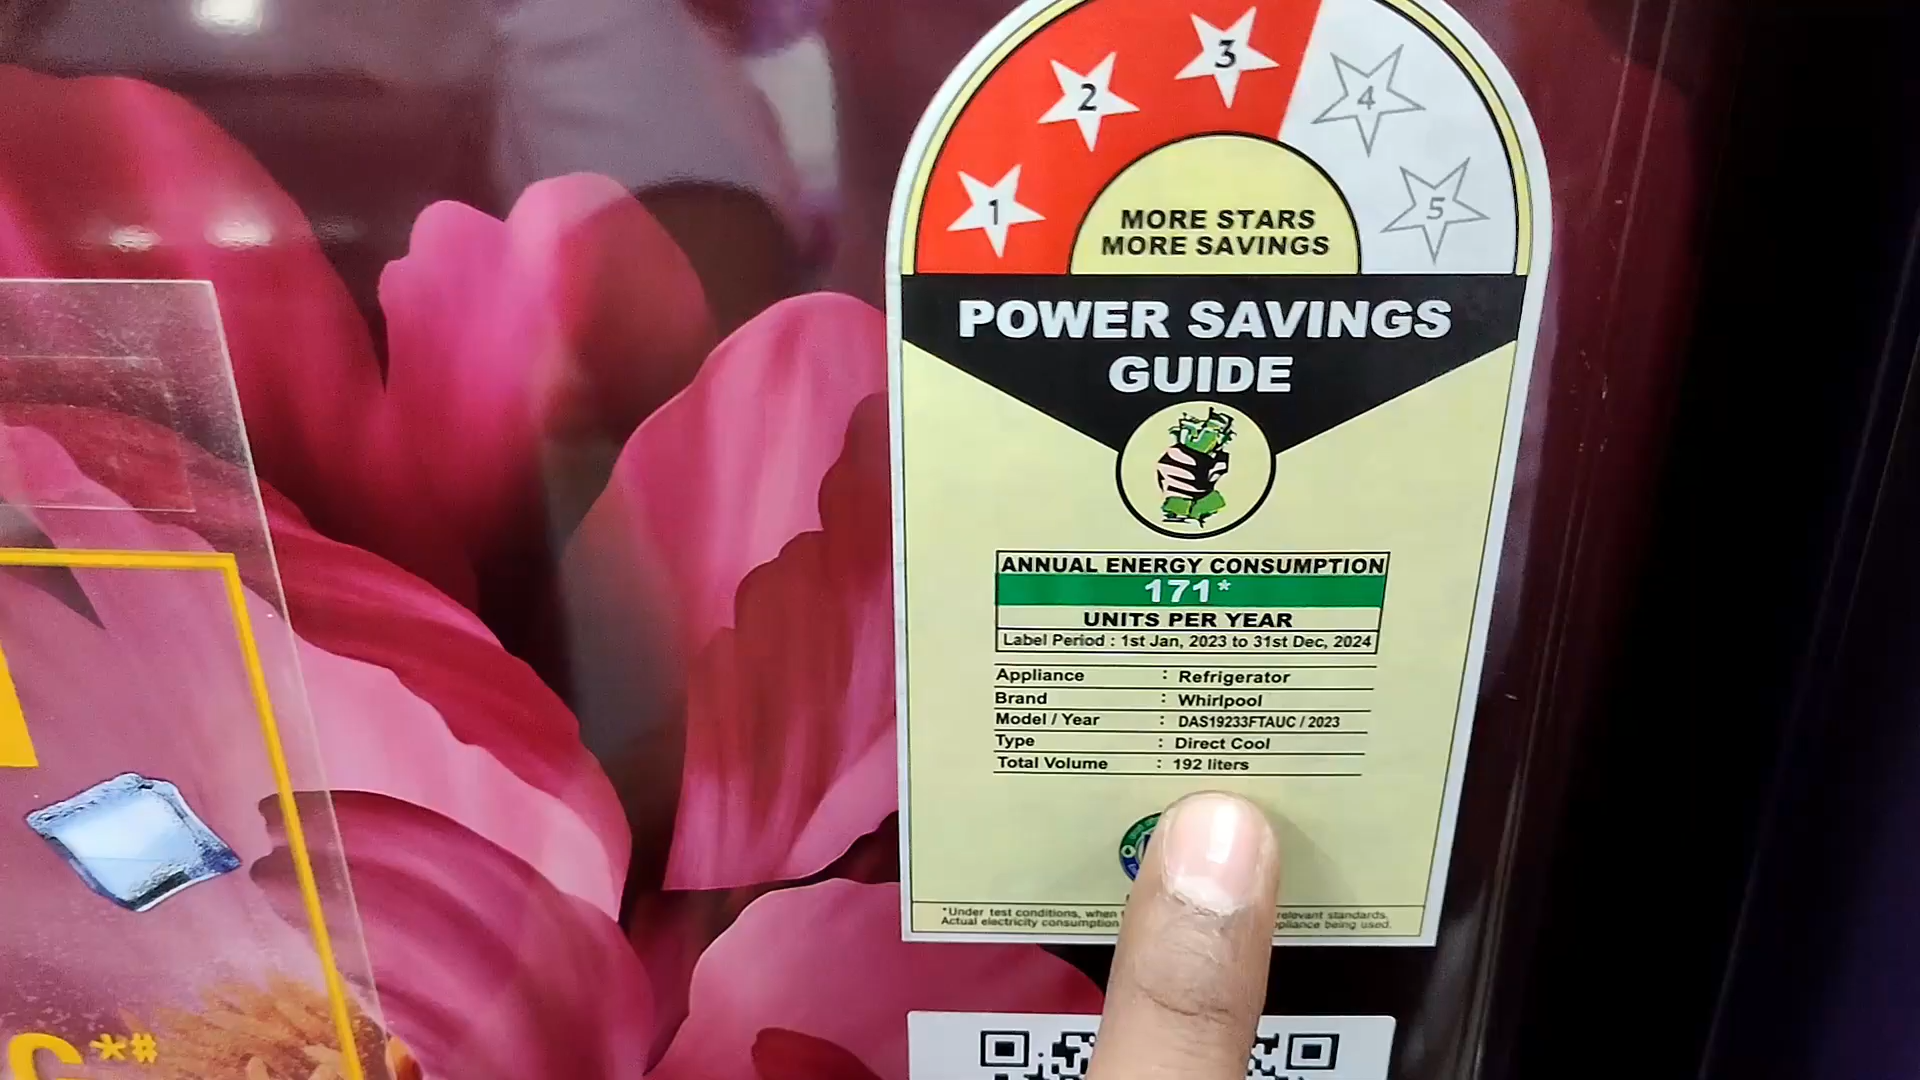 1
2
3
4
5
MORE STARS
MORE SAVINGS
POWER SAVINGS
GUIDE
ANNUAL ENERGY CONSUMPTION
171*
UNITS PER YEAR
Label Period : 1st Jan, 2023 to 31st Dec, 2024
Appliance : Refrigerator
Brand : Whirlpool
Model / Year : DAS19233FTAUC / 2023
Type : Direct Cool
Total Volume : 192 liters
*Under test conditions, when relevant standards.
Actual electricity consumption being used.
*#